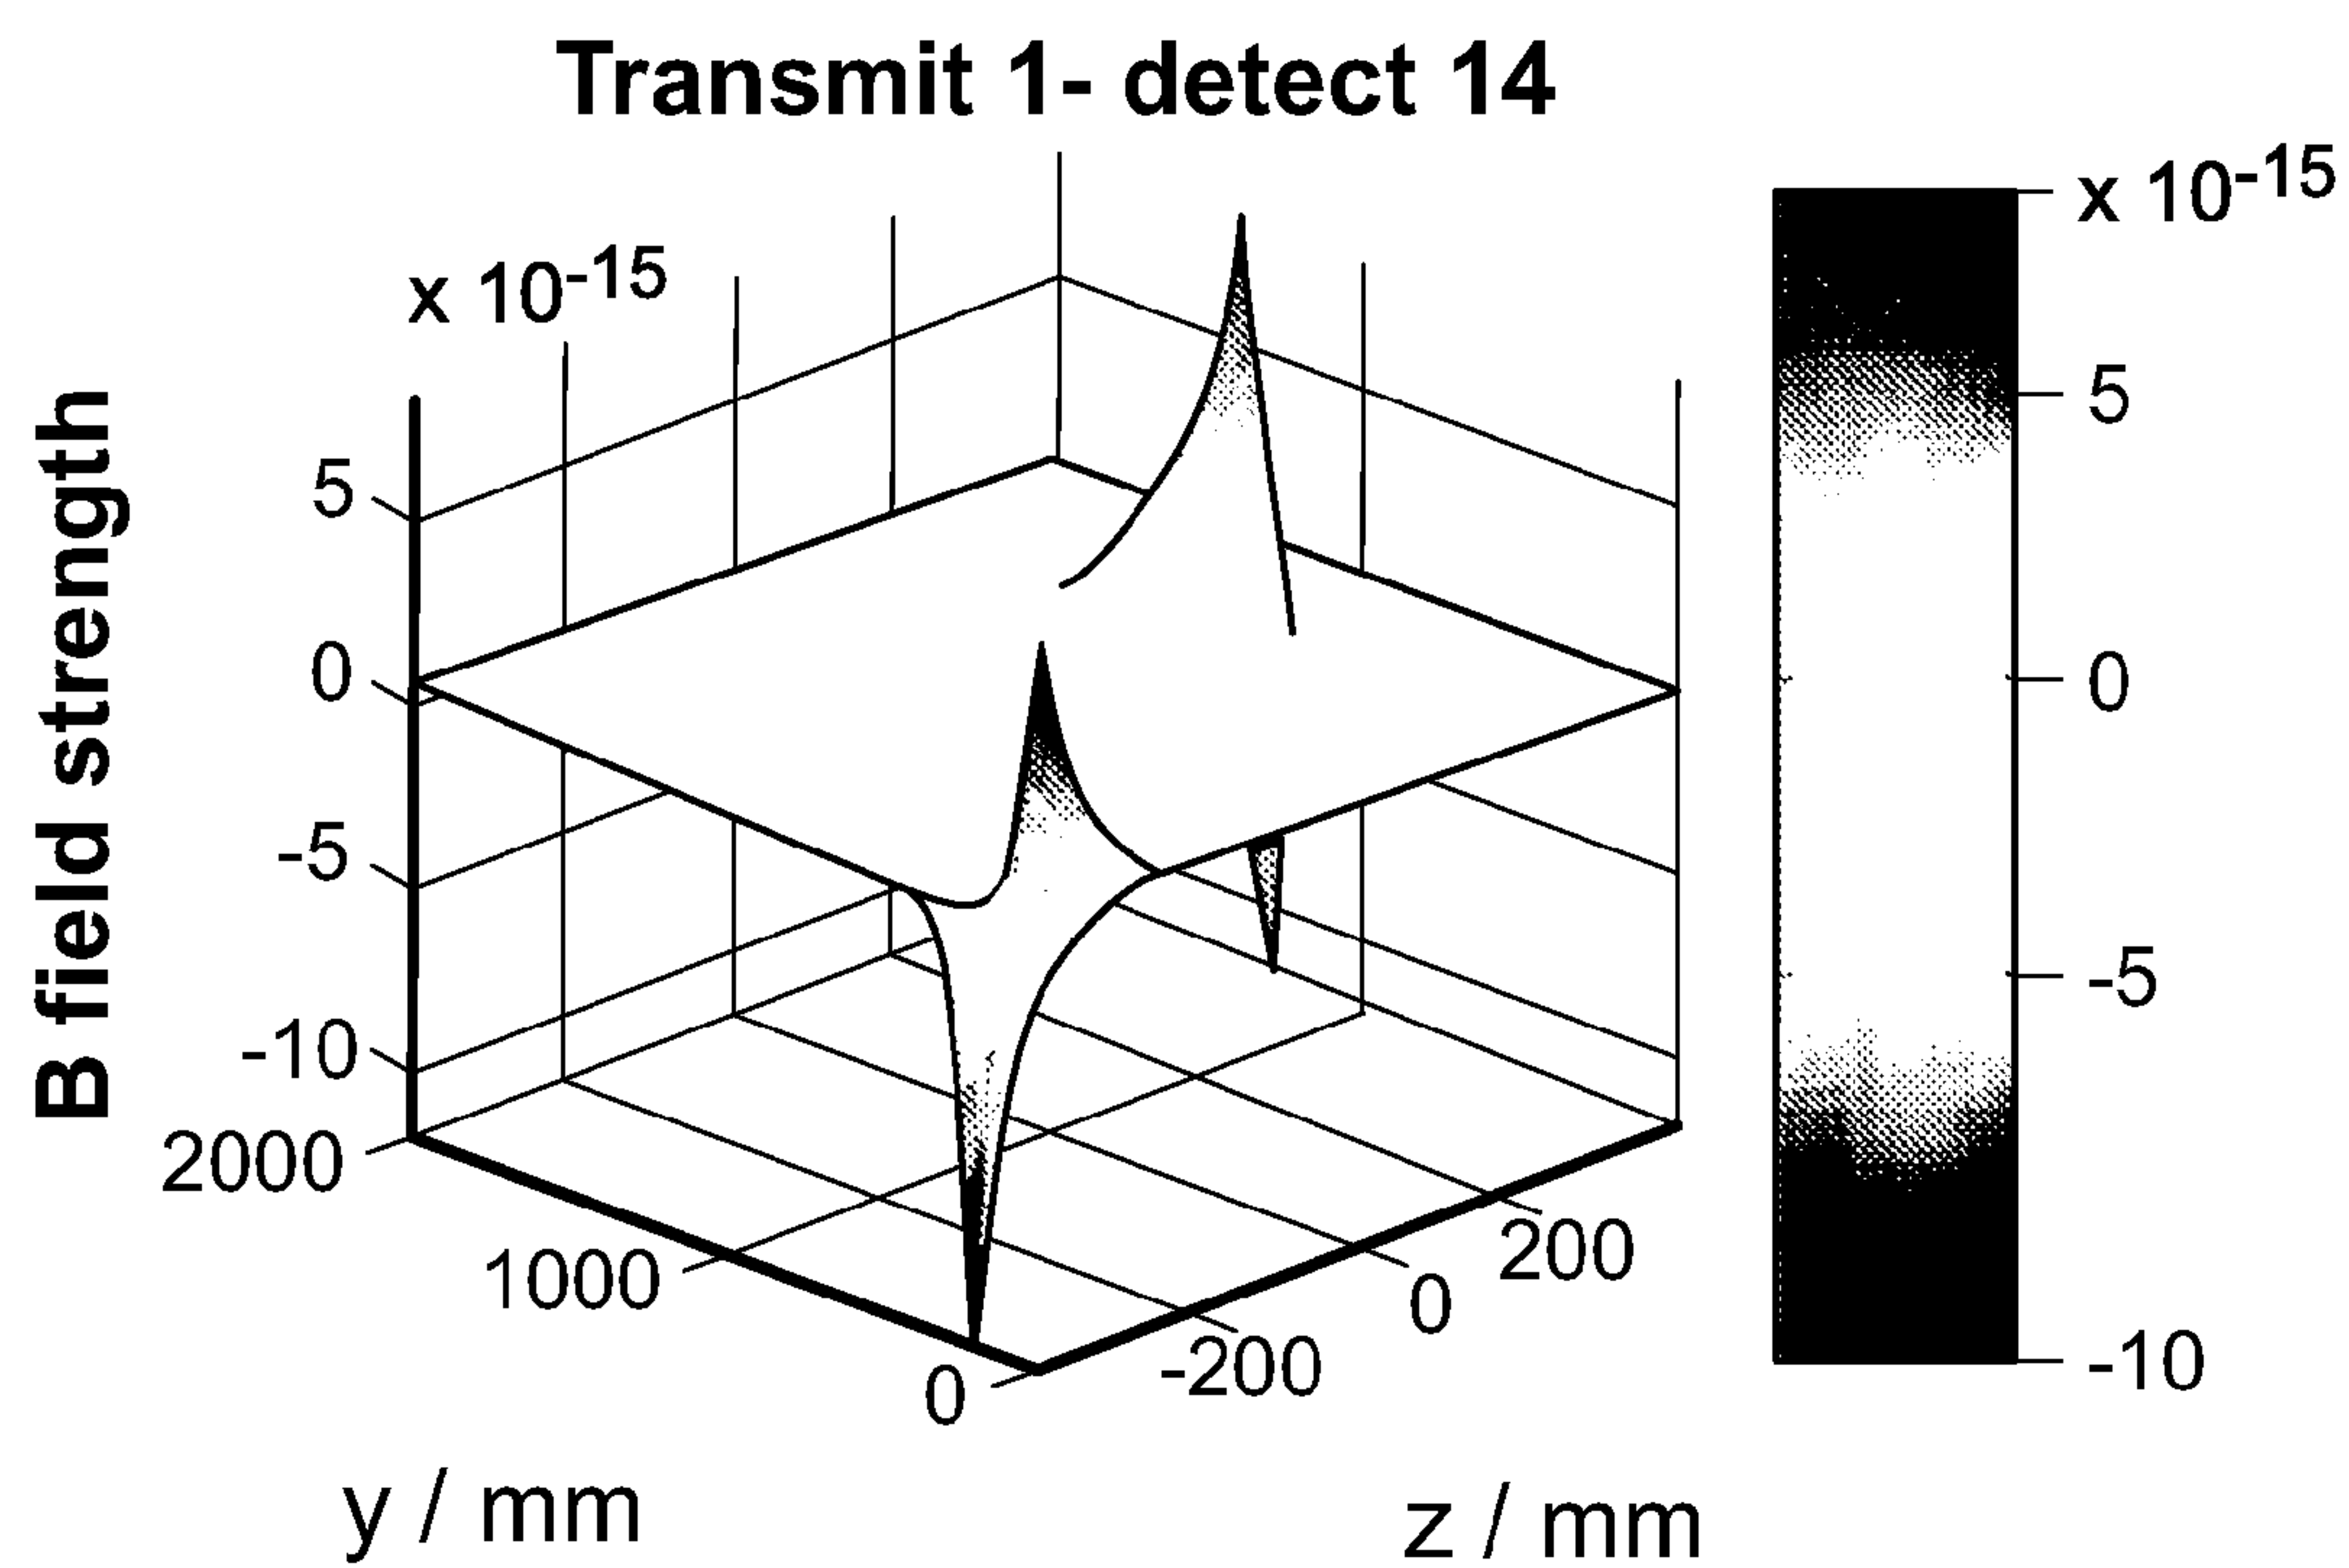 Transmit 1- detect 14
x 10-15
x 10-15
B field strength
5
0
-5
-10
2000
1000
0
-200
0
200
y / mm
z / mm
5
0
-5
-10